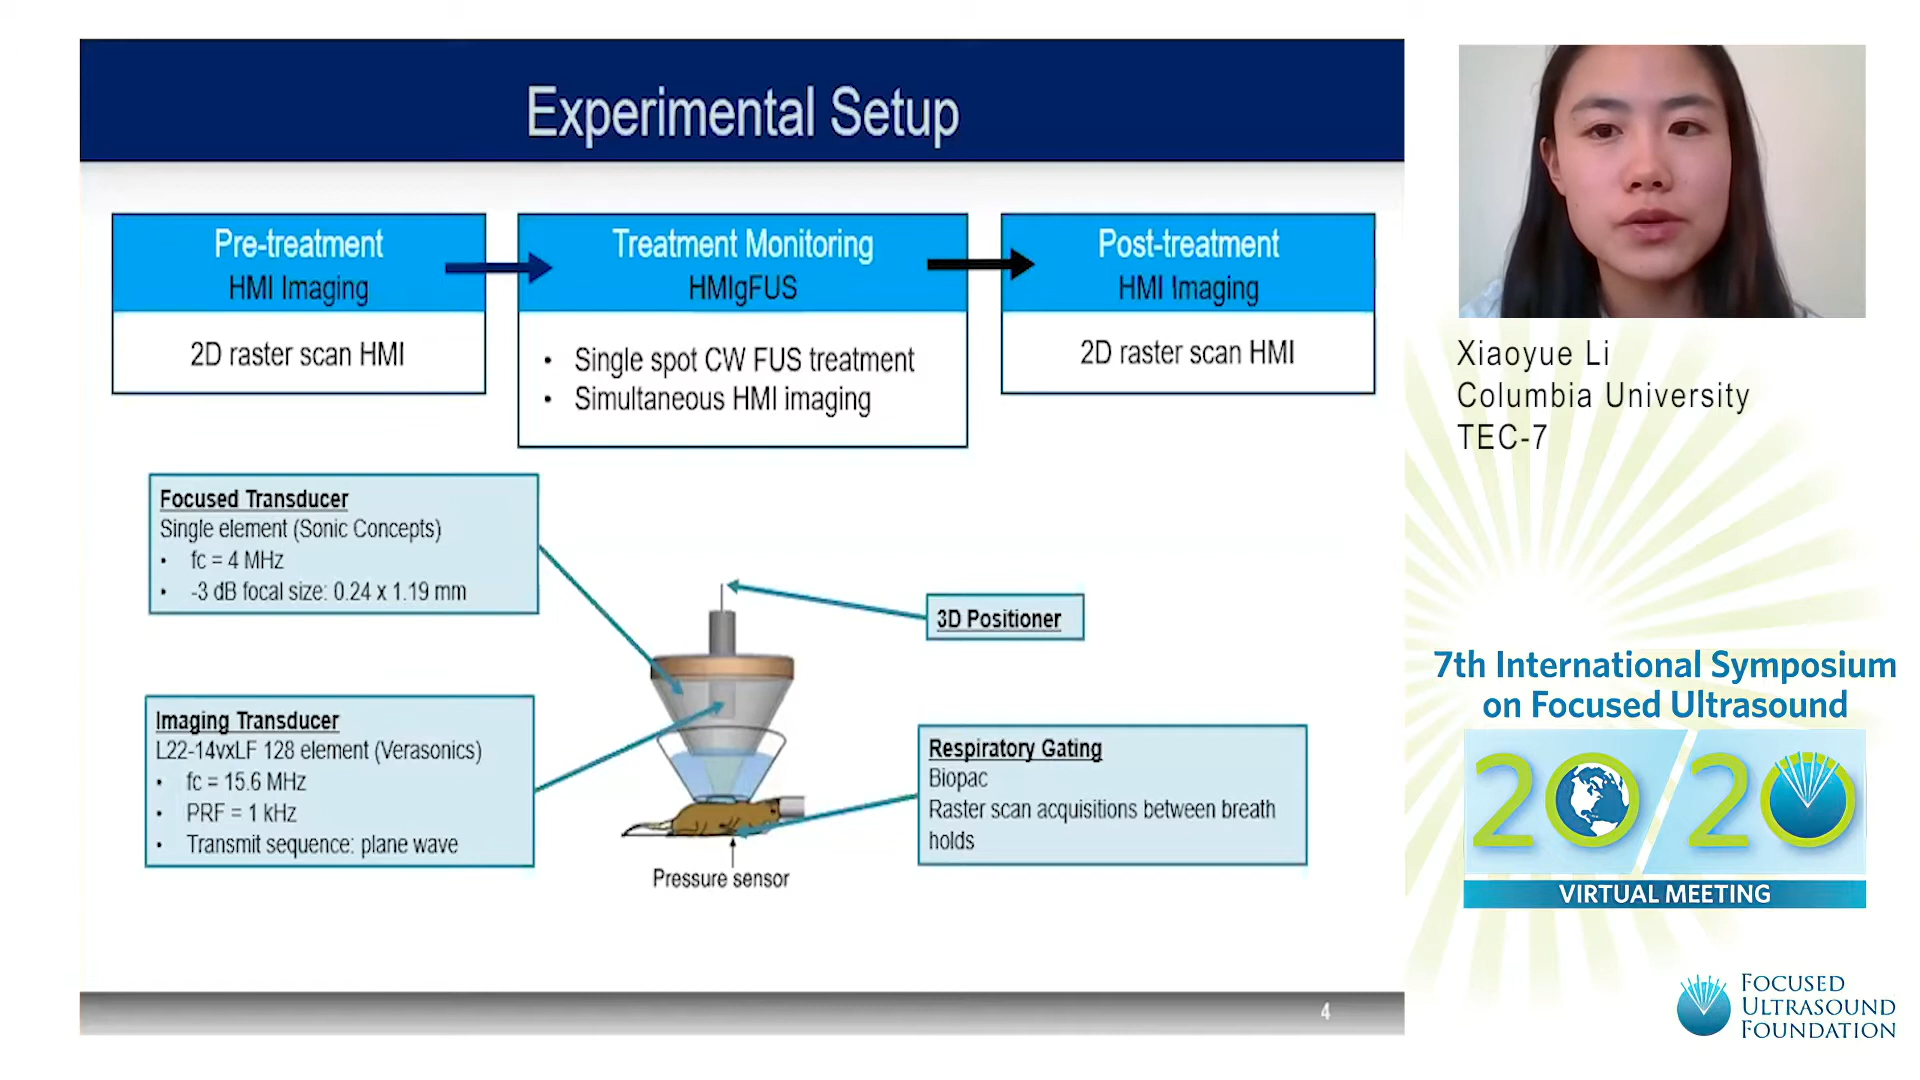 Experimental Setup
Pre-treatment
HMI Imaging
2D raster scan HMI
Treatment Monitoring
HMIgFUS
• Single spot CW FUS treatment
• Simultaneous HMI imaging
Post-treatment
HMI Imaging
2D raster scan HMI
Focused Transducer
Single element (Sonic Concepts)
• fc = 4 MHz
• -3 dB focal size: 0.24 x 1.19 mm
3D Positioner
Imaging Transducer
L22-14vxLF 128 element (Verasonics)
• fc = 15.6 MHz
• PRF = 1 kHz
• Transmit sequence: plane wave
Respiratory Gating
Biopac
Raster scan acquisitions between breath
holds
Pressure sensor
4
Xiaoyue Li
Columbia University
TEC-7
7th International Symposium
on Focused Ultrasound
20/20
VIRTUAL MEETING
FOCUSED
ULTRASOUND
FOUNDATION